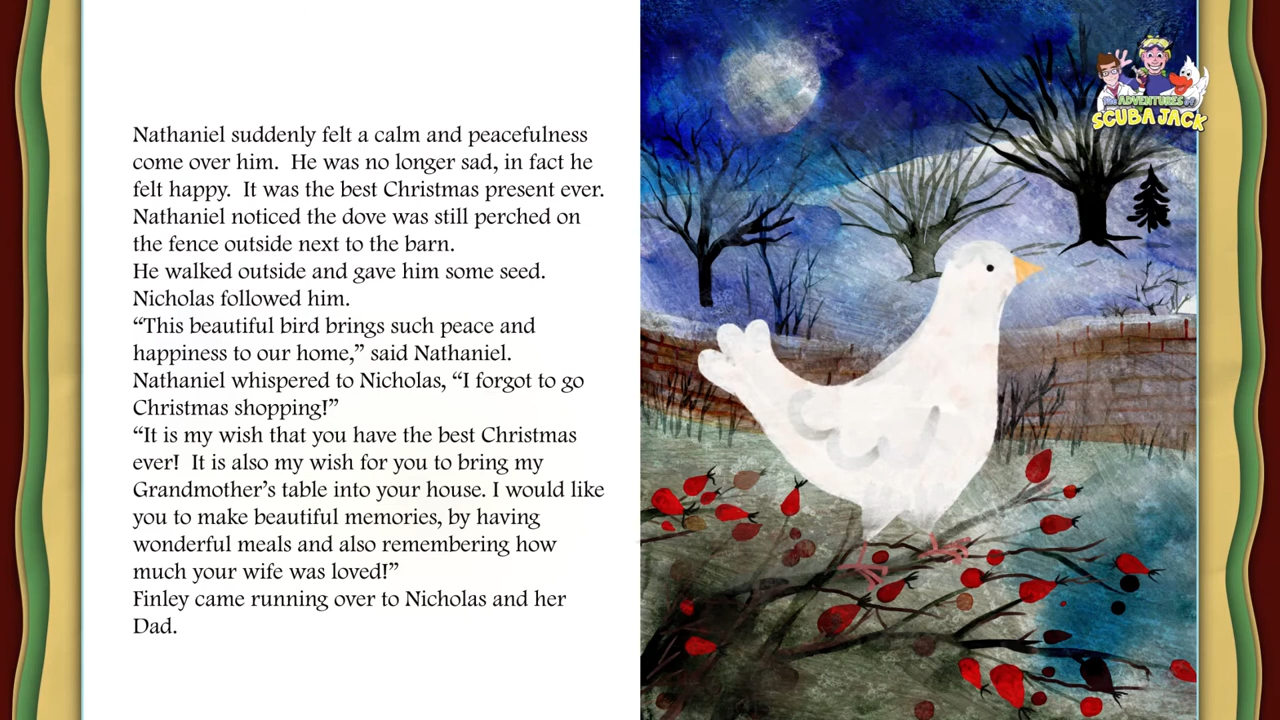 Nathaniel suddenly felt a calm and peacefulness
come over him.  He was no longer sad, in fact he
felt happy.  It was the best Christmas present ever.
Nathaniel noticed the dove was still perched on
the fence outside next to the barn.
He walked outside and gave him some seed.
Nicholas followed him.
“This beautiful bird brings such peace and
happiness to our home,” said Nathaniel.
Nathaniel whispered to Nicholas, “I forgot to go
Christmas shopping!”
“It is my wish that you have the best Christmas
ever!  It is also my wish for you to bring my
Grandmother’s table into your house. I would like
you to make beautiful memories, by having
wonderful meals and also remembering how
much your wife was loved!”
Finley came running over to Nicholas and her
Dad.
THE ADVENTURES OF
SCUBA JACK